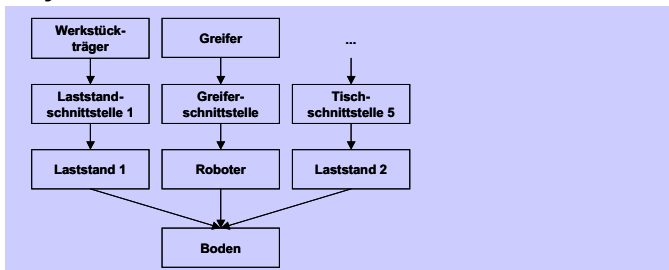 Werkstück-
träger
Greifer
...
Laststand-
schnittstelle 1
Greifer-
schnittstelle
Tisch-
schnittstelle 5
Laststand 1
Roboter
Laststand 2
Boden